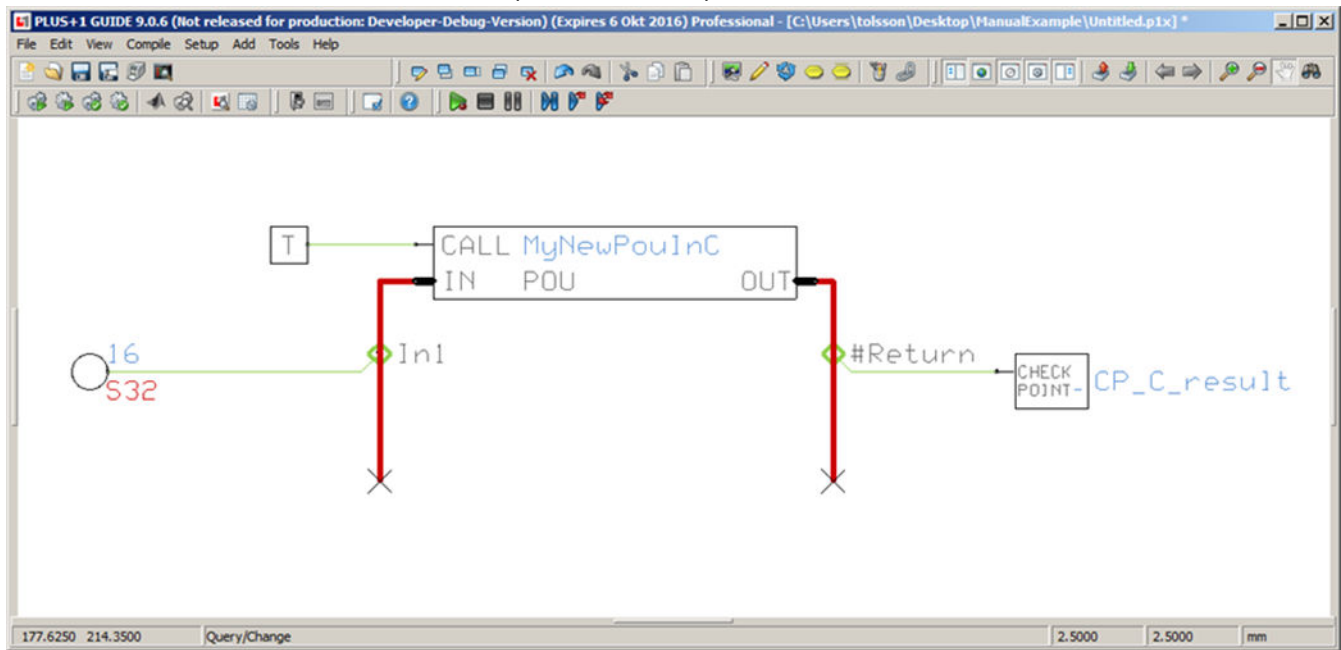 PLUS+1 GUIDE 9.0.6 (Not released for production: Developer-Debug-Version) (Expires 6 Okt 2016) Professional - [C:\Users\tolsson\Desktop\ManualExample\Untitled.p1x] *
File Edit View Compile Setup Add Tools Help
T
CALL MyNewPouInC
IN POU OUT
16
S32
In1
#Return
CHECK
POINT-
CP_C_result
177.6250 214.3500 Query/Change 2.5000 2.5000 mm